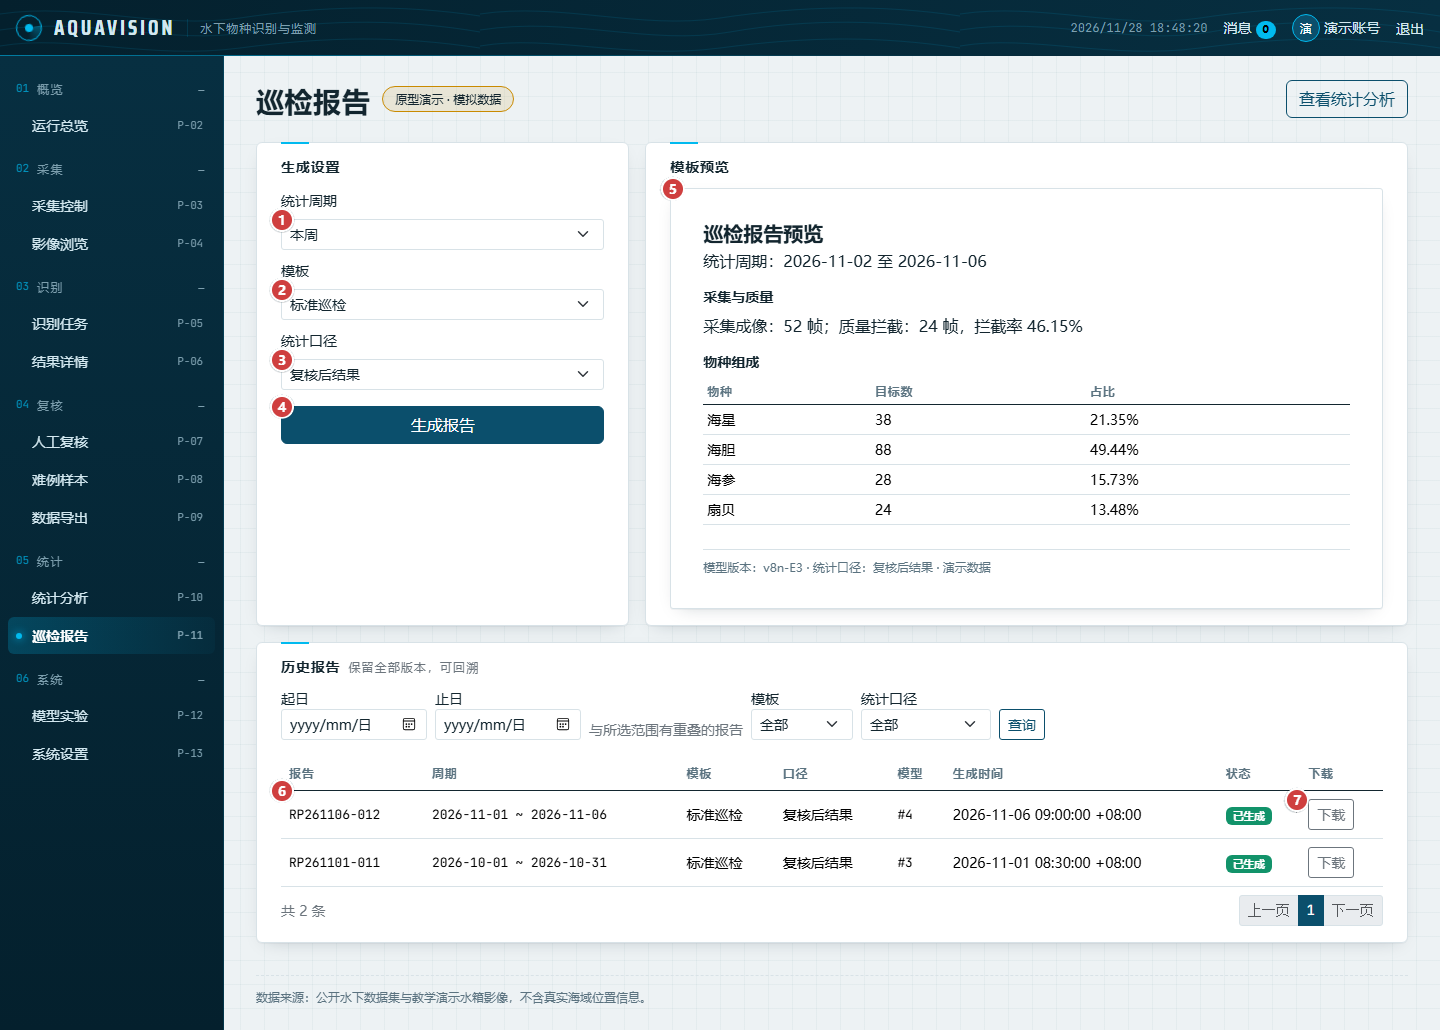 AQUAVISION 水下物种识别与监测 2026/11/28 18:48:20 消息 0 演 演示账号 退出
01 概览 –
运行总览 P-02
02 采集 –
采集控制 P-03
影像浏览 P-04
03 识别 –
识别任务 P-05
结果详情 P-06
04 复核 –
人工复核 P-07
难例样本 P-08
数据导出 P-09
05 统计 –
统计分析 P-10
巡检报告 P-11
06 系统 –
模型实验 P-12
系统设置 P-13
巡检报告 原型演示 · 模拟数据 查看统计分析
生成设置
统计周期
1
本周
模板
2
标准巡检
统计口径
3
复核后结果
4
生成报告
模板预览
5
巡检报告预览
统计周期：2026-11-02 至 2026-11-06
采集与质量
采集成像：52 帧；质量拦截：24 帧，拦截率 46.15%
物种组成
物种 目标数 占比
海星 38 21.35%
海胆 88 49.44%
海参 28 15.73%
扇贝 24 13.48%
模型版本：v8n-E3 · 统计口径：复核后结果 · 演示数据
历史报告 保留全部版本，可回溯
起日 止日 模板 统计口径
yyyy/mm/日 yyyy/mm/日 与所选范围有重叠的报告 全部 全部 查询
报告 周期 模板 口径 模型 生成时间 状态 下载
6 7
RP261106-012 2026-11-01 ~ 2026-11-06 标准巡检 复核后结果 #4 2026-11-06 09:00:00 +08:00 已生成 下载
RP261101-011 2026-10-01 ~ 2026-10-31 标准巡检 复核后结果 #3 2026-11-01 08:30:00 +08:00 已生成 下载
共 2 条 上一页 1 下一页
数据来源：公开水下数据集与教学演示水箱影像，不含真实海域位置信息。